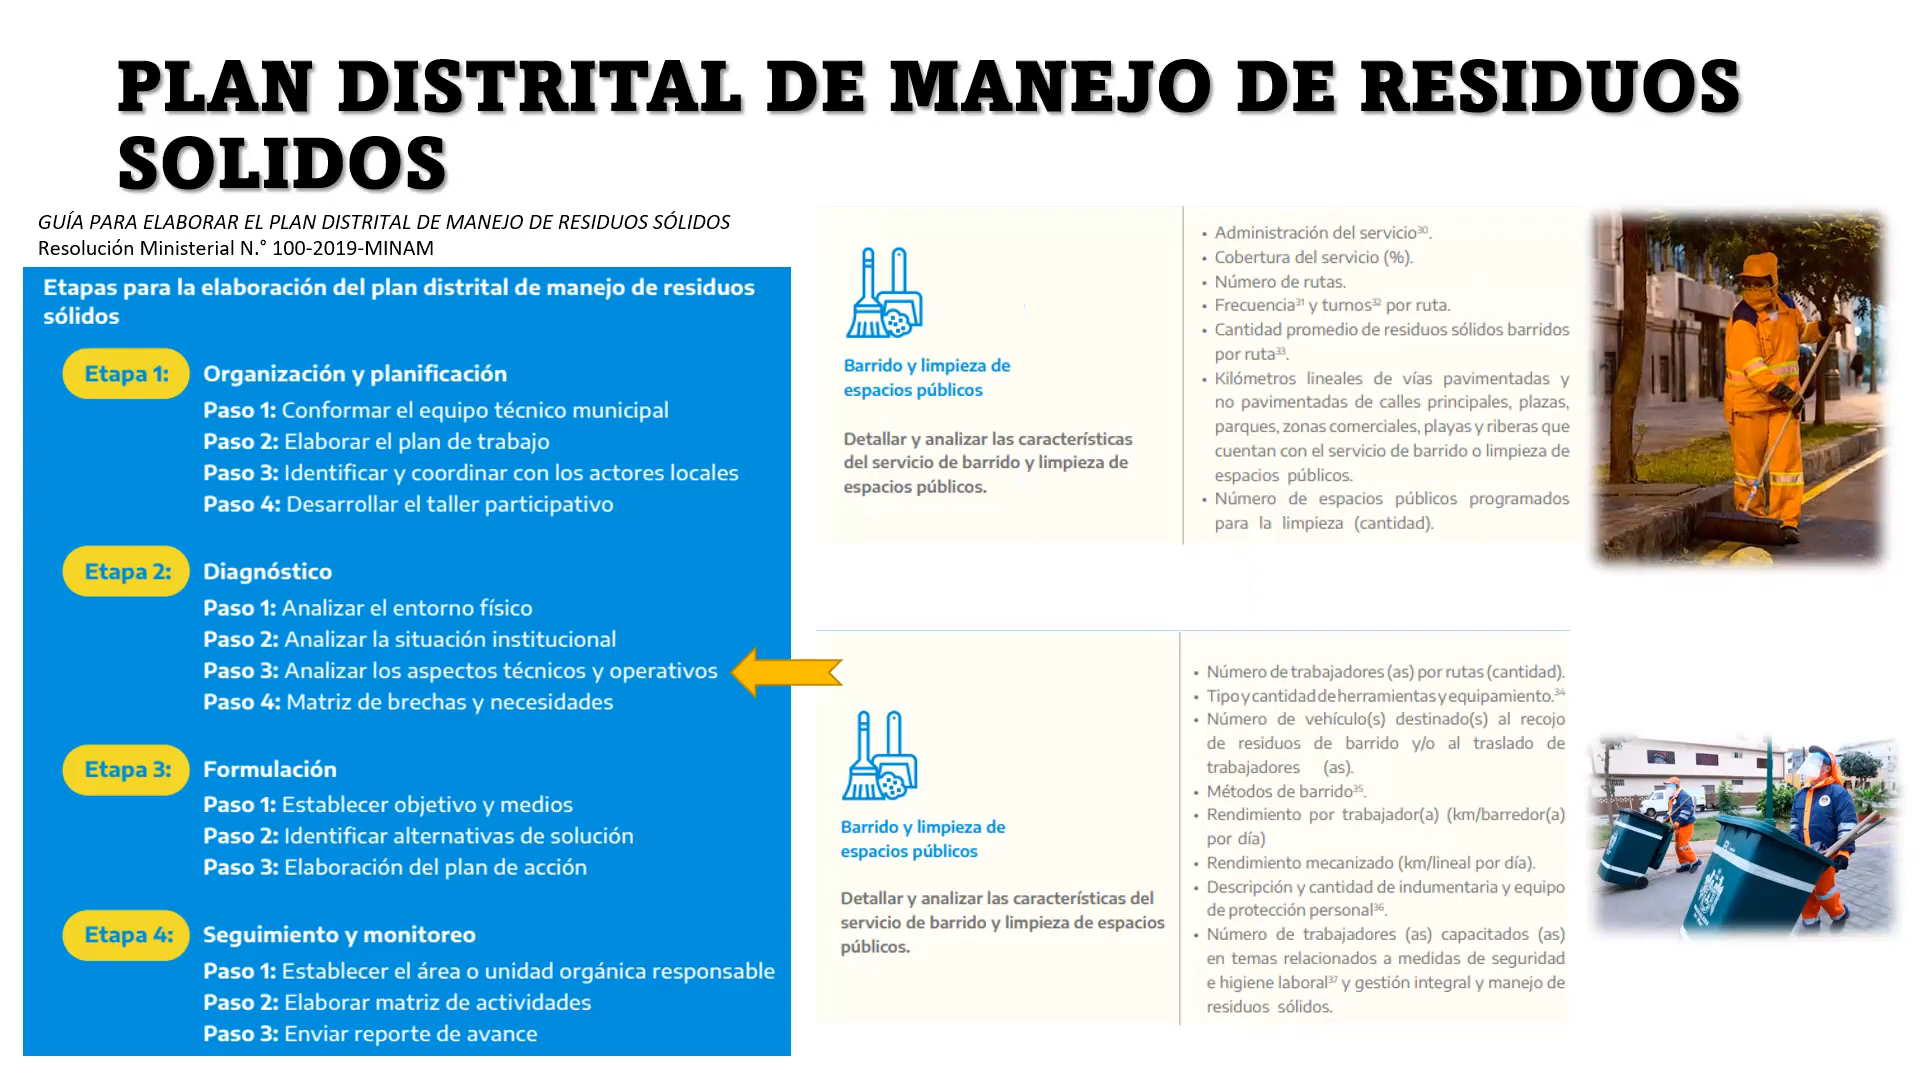 PLAN DISTRITAL DE MANEJO DE RESIDUOS
SOLIDOS
GUÍA PARA ELABORAR EL PLAN DISTRITAL DE MANEJO DE RESIDUOS SÓLIDOS
Resolución Ministerial N.° 100-2019-MINAM
Etapas para la elaboración del plan distrital de manejo de residuos
sólidos
Etapa 1: Organización y planificación
Paso 1: Conformar el equipo técnico municipal
Paso 2: Elaborar el plan de trabajo
Paso 3: Identificar y coordinar con los actores locales
Paso 4: Desarrollar el taller participativo
Etapa 2: Diagnóstico
Paso 1: Analizar el entorno físico
Paso 2: Analizar la situación institucional
Paso 3: Analizar los aspectos técnicos y operativos
Paso 4: Matriz de brechas y necesidades
Etapa 3: Formulación
Paso 1: Establecer objetivo y medios
Paso 2: Identificar alternativas de solución
Paso 3: Elaboración del plan de acción
Etapa 4: Seguimiento y monitoreo
Paso 1: Establecer el área o unidad orgánica responsable
Paso 2: Elaborar matriz de actividades
Paso 3: Enviar reporte de avance
Barrido y limpieza de
espacios públicos
Detallar y analizar las características
del servicio de barrido y limpieza de
espacios públicos.
• Administración del servicio³⁰.
• Cobertura del servicio (%).
• Número de rutas.
• Frecuencia³¹ y turnos³² por ruta.
• Cantidad promedio de residuos sólidos barridos
por ruta³³.
• Kilómetros lineales de vías pavimentadas y
no pavimentadas de calles principales, plazas,
parques, zonas comerciales, playas y riberas que
cuentan con el servicio de barrido o limpieza de
espacios públicos.
• Número de espacios públicos programados
para la limpieza (cantidad).
Barrido y limpieza de
espacios públicos
Detallar y analizar las características del
servicio de barrido y limpieza de espacios
públicos.
• Número de trabajadores (as) por rutas (cantidad).
• Tipo y cantidad de herramientas y equipamiento.³⁴
• Número de vehículo(s) destinado(s) al recojo
de residuos de barrido y/o al traslado de
trabajadores (as).
• Métodos de barrido³⁵.
• Rendimiento por trabajador(a) (km/barredor(a)
por día)
• Rendimiento mecanizado (km/lineal por día).
• Descripción y cantidad de indumentaria y equipo
de protección personal³⁶.
• Número de trabajadores (as) capacitados (as)
en temas relacionados a medidas de seguridad
e higiene laboral³⁷ y gestión integral y manejo de
residuos sólidos.